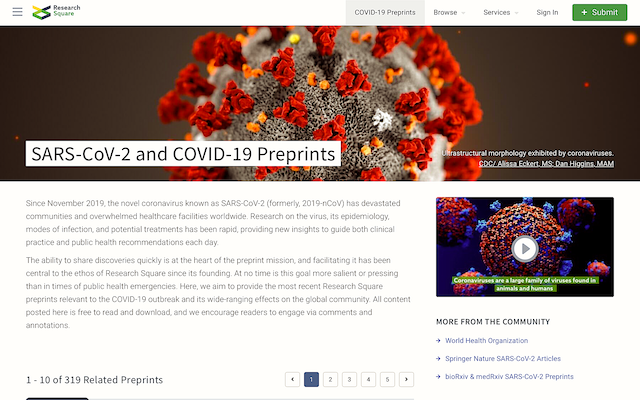 Research
Square
COVID-19 Preprints
Browse
Services
Sign In
+ Submit
SARS-CoV-2 and COVID-19 Preprints
Ultrastructural morphology exhibited by coronaviruses.
CDC/ Alissa Eckert, MS; Dan Higgins, MAM
Since November 2019, the novel coronavirus known as SARS-CoV-2 (formerly, 2019-nCoV) has devastated
communities and overwhelmed healthcare facilities worldwide. Research on the virus, its epidemiology,
modes of infection, and potential treatments has been rapid, providing new insights to guide both clinical
practice and public health recommendations each day.
The ability to share discoveries quickly is at the heart of the preprint mission, and facilitating it has been
central to the ethos of Research Square since its founding. At no time is this goal more salient or pressing
than in times of public health emergencies. Here, we aim to provide the most recent Research Square
preprints relevant to the COVID-19 outbreak and its wide-ranging effects on the global community. All content
posted here is free to read and download, and we encourage readers to engage via comments and
annotations.
Coronaviruses are a large family of viruses found in
animals and humans
MORE FROM THE COMMUNITY
World Health Organization
Springer Nature SARS-CoV-2 Articles
bioRxiv & medRxiv SARS-CoV-2 Preprints
1 - 10 of 319 Related Preprints
1 2 3 4 5